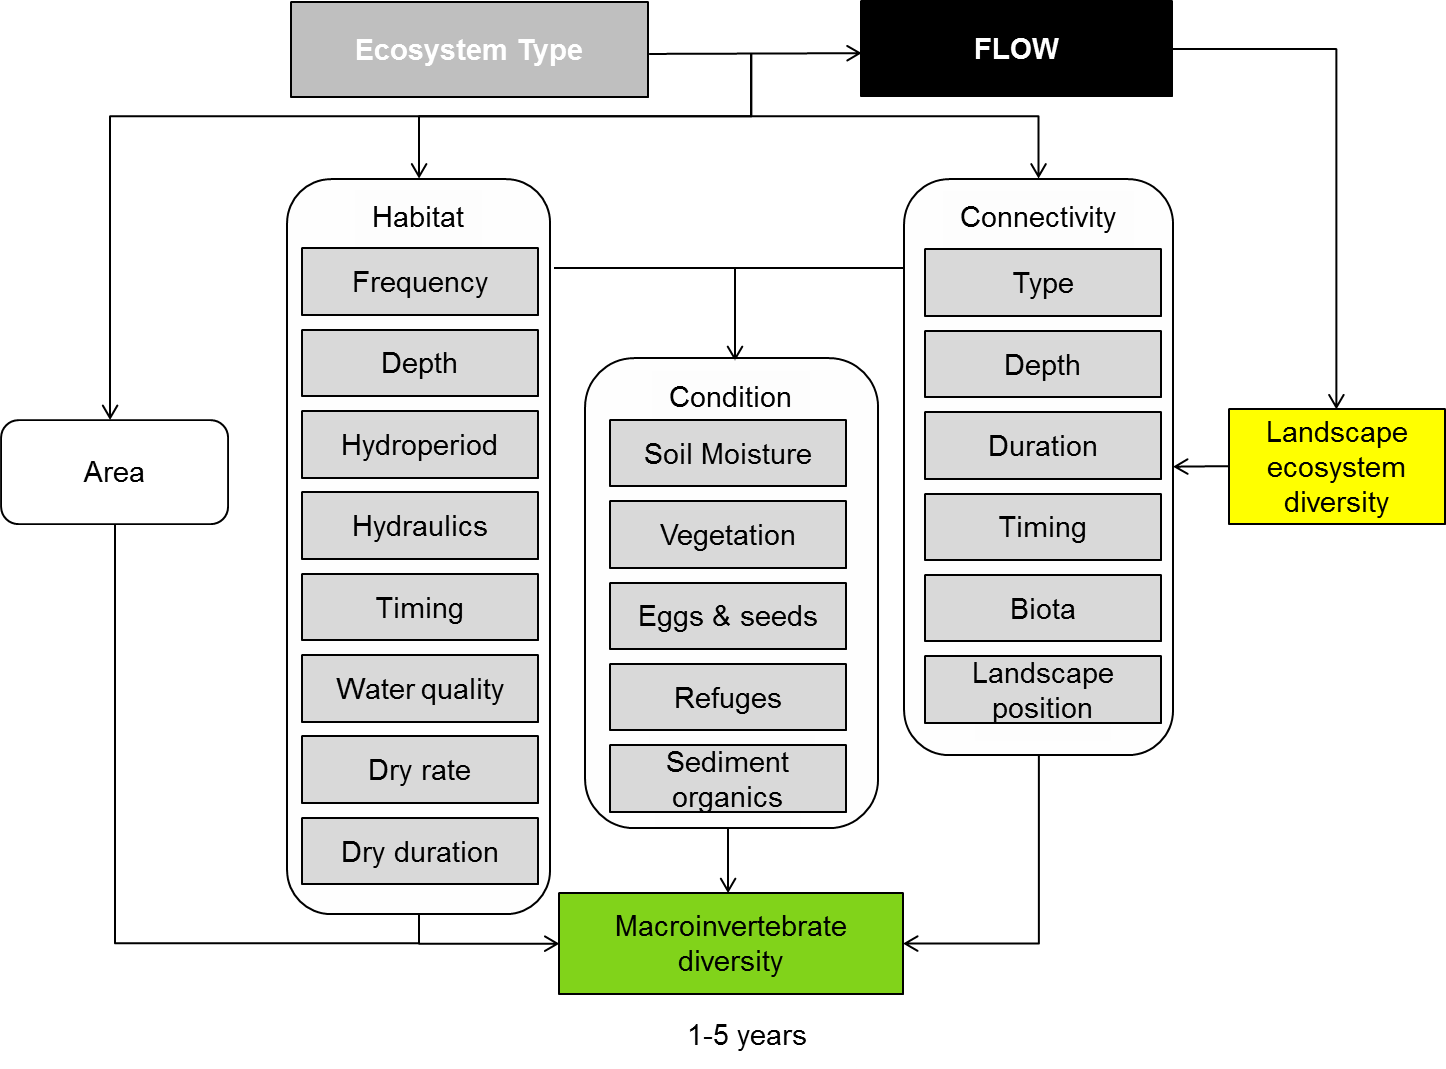 Ecosystem Type
FLOW
Habitat
Frequency
Depth
Hydroperiod
Hydraulics
Timing
Water quality
Dry rate
Dry duration
Area
Condition
Soil Moisture
Vegetation
Eggs & seeds
Refuges
Sediment
organics
Connectivity
Type
Depth
Duration
Timing
Biota
Landscape
position
Landscape
ecosystem
diversity
Macroinvertebrate
diversity
1-5 years